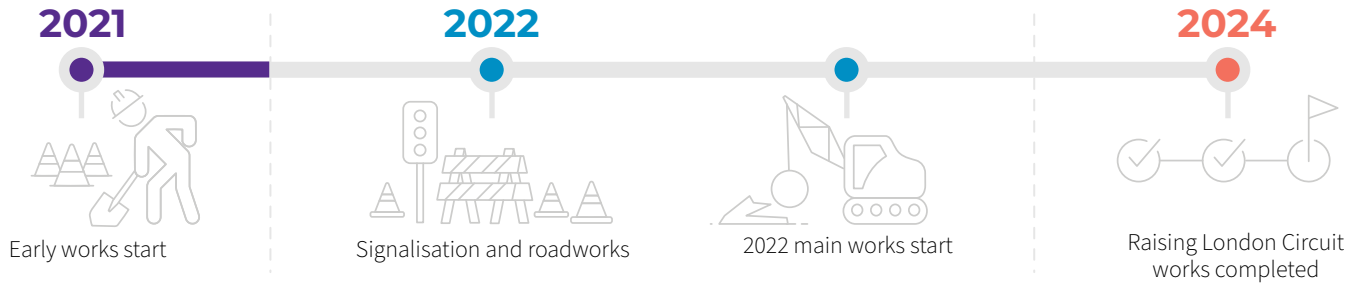 2021
2022
2024
Early works start
Signalisation and roadworks
2022 main works start
Raising London Circuit
works completed